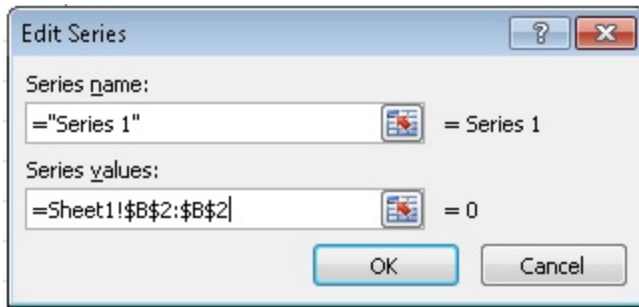 Edit Series
?
Series name:
="Series 1" = Series 1
Series values:
=Sheet1!$B$2:$B$2 = 0
OK Cancel